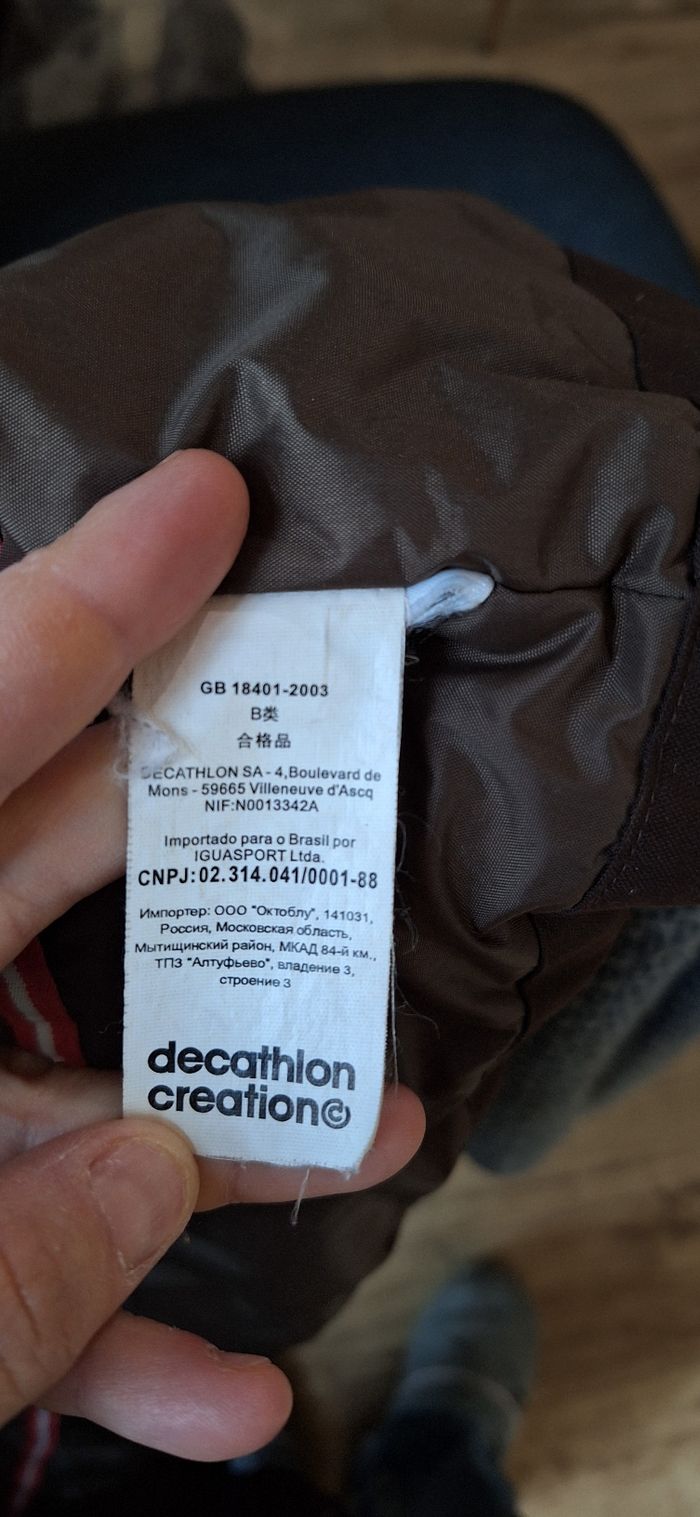 GB 18401-2003
B类
合格品
DECATHLON SA - 4,Boulevard de
Mons - 59665 Villeneuve d'Ascq
NIF:N0013342A
Importado para o Brasil por
IGUASPORT Ltda.
CNPJ:02.314.041/0001-88
Импортер: ООО "Октоблу", 141031,
Россия, Московская область,
Мытищинский район, МКАД 84-й км.,
ТПЗ "Алтуфьево", владение 3,
строение 3
decathlon
creation©